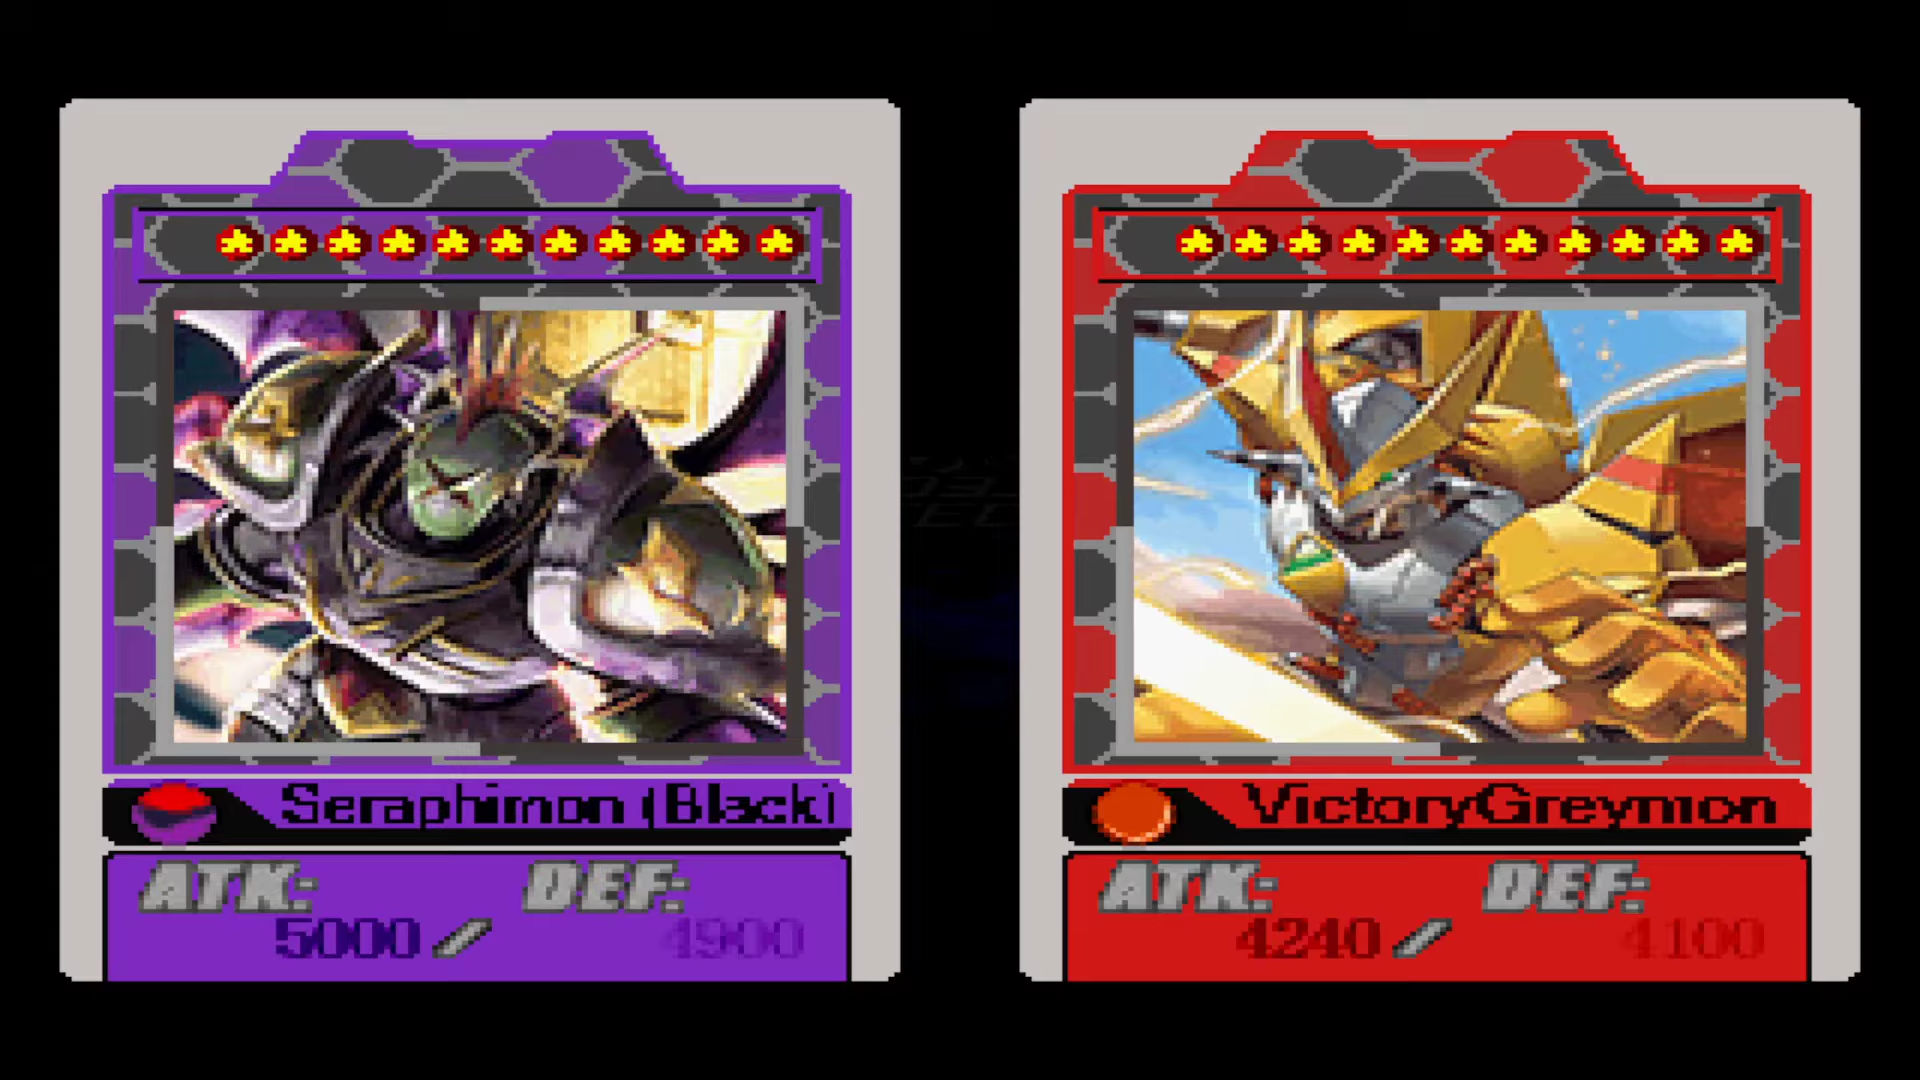 Seraphimon (Black)
ATK: DEF:
5000 / 4900
VictoryGreymon
ATK: DEF:
4240 / 4100